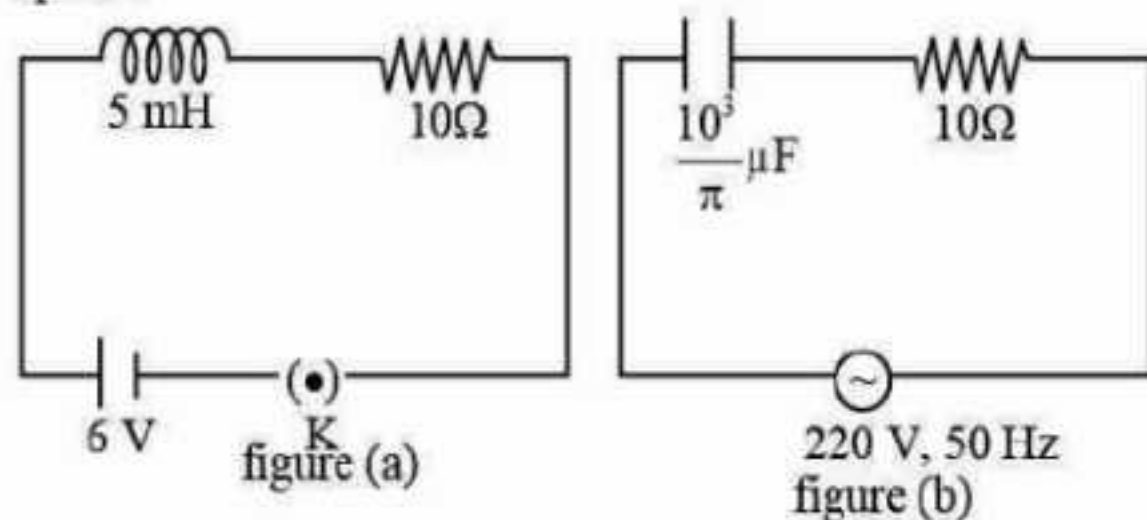 5 mH
10Ω
6 V
K
figure (a)
10³
π
μF
10Ω
~
220 V, 50 Hz
figure (b)